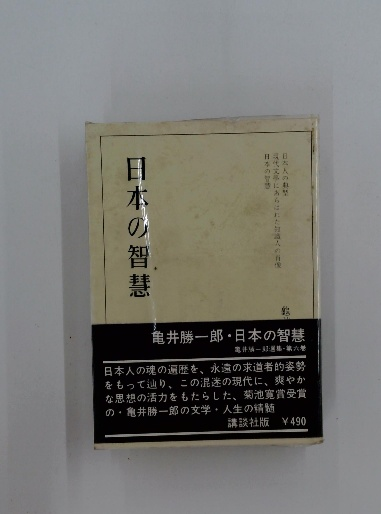 日本の智慧
日本人の典型
現代文学にあらはれた知識人の肖像
日本の智慧
亀井勝一郎・日本の智慧
亀井勝一郎選集・第六巻
日本人の魂の遍歴を、永遠の求道者的姿勢
をもって辿り、この混迷の現代に、爽やか
な思想の活力をもたらした、菊池寛賞受賞
の・亀井勝一郎の文学・人生の精髄
講談社版 ¥490